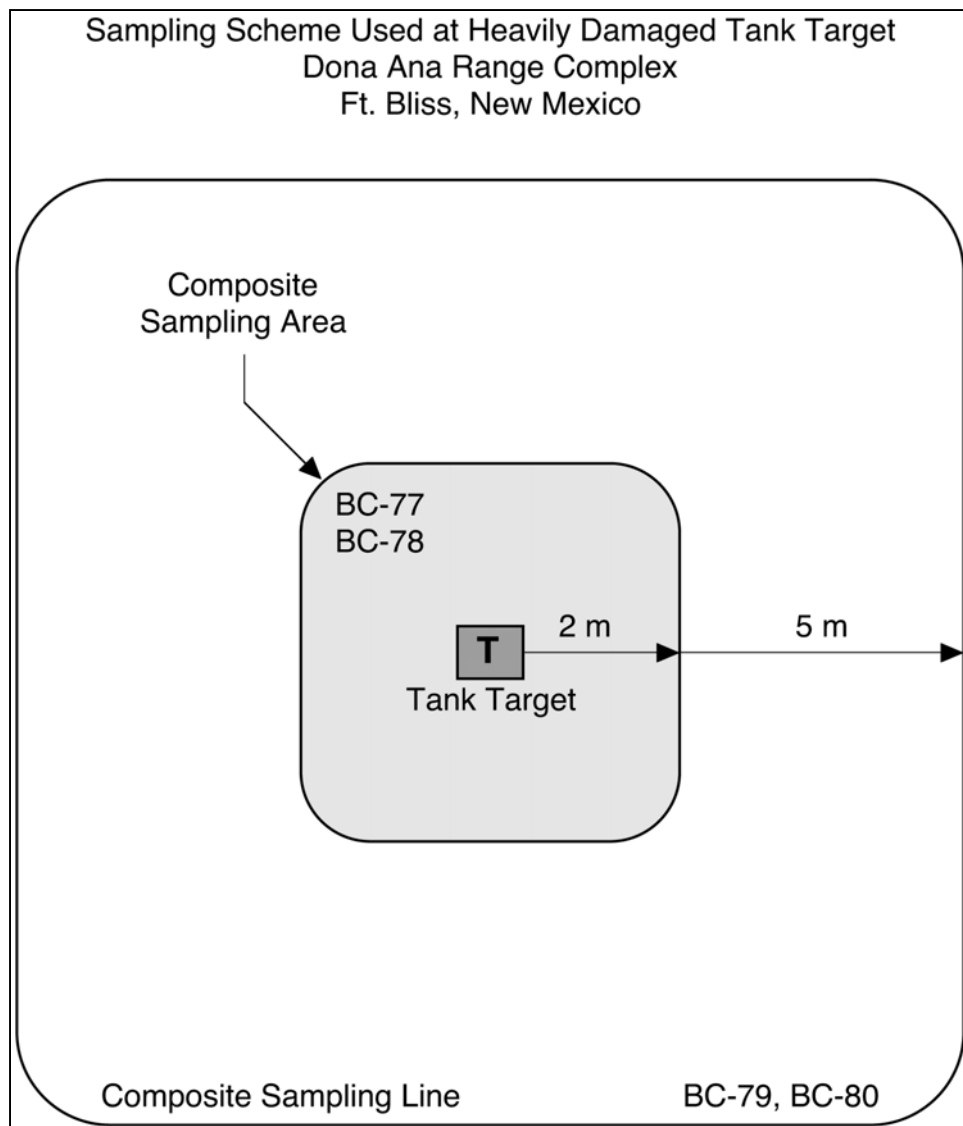 Sampling Scheme Used at Heavily Damaged Tank Target
Dona Ana Range Complex
Ft. Bliss, New Mexico
Composite
Sampling Area
BC-77
BC-78
2 m
5 m
T
Tank Target
Composite Sampling Line
BC-79, BC-80